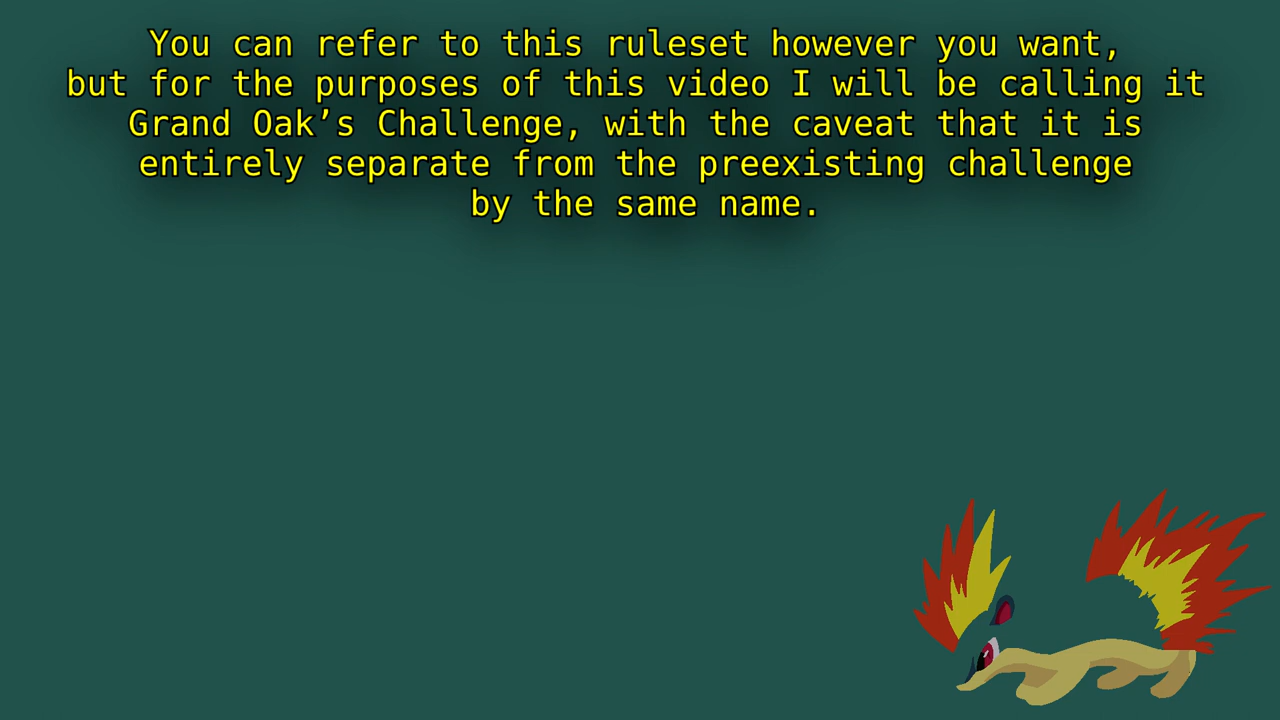 You can refer to this ruleset however you want,
but for the purposes of this video I will be calling it
Grand Oak’s Challenge, with the caveat that it is
entirely separate from the preexisting challenge
by the same name.